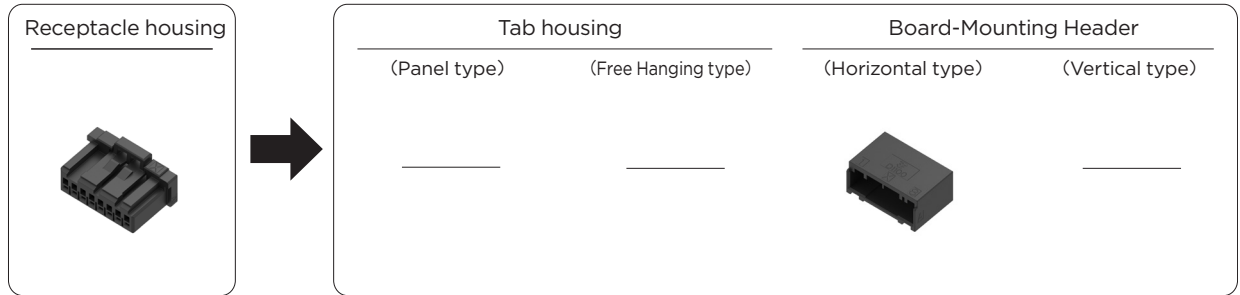 Receptacle housing
Tab housing
Board-Mounting Header
(Panel type)
(Free Hanging type)
(Horizontal type)
(Vertical type)